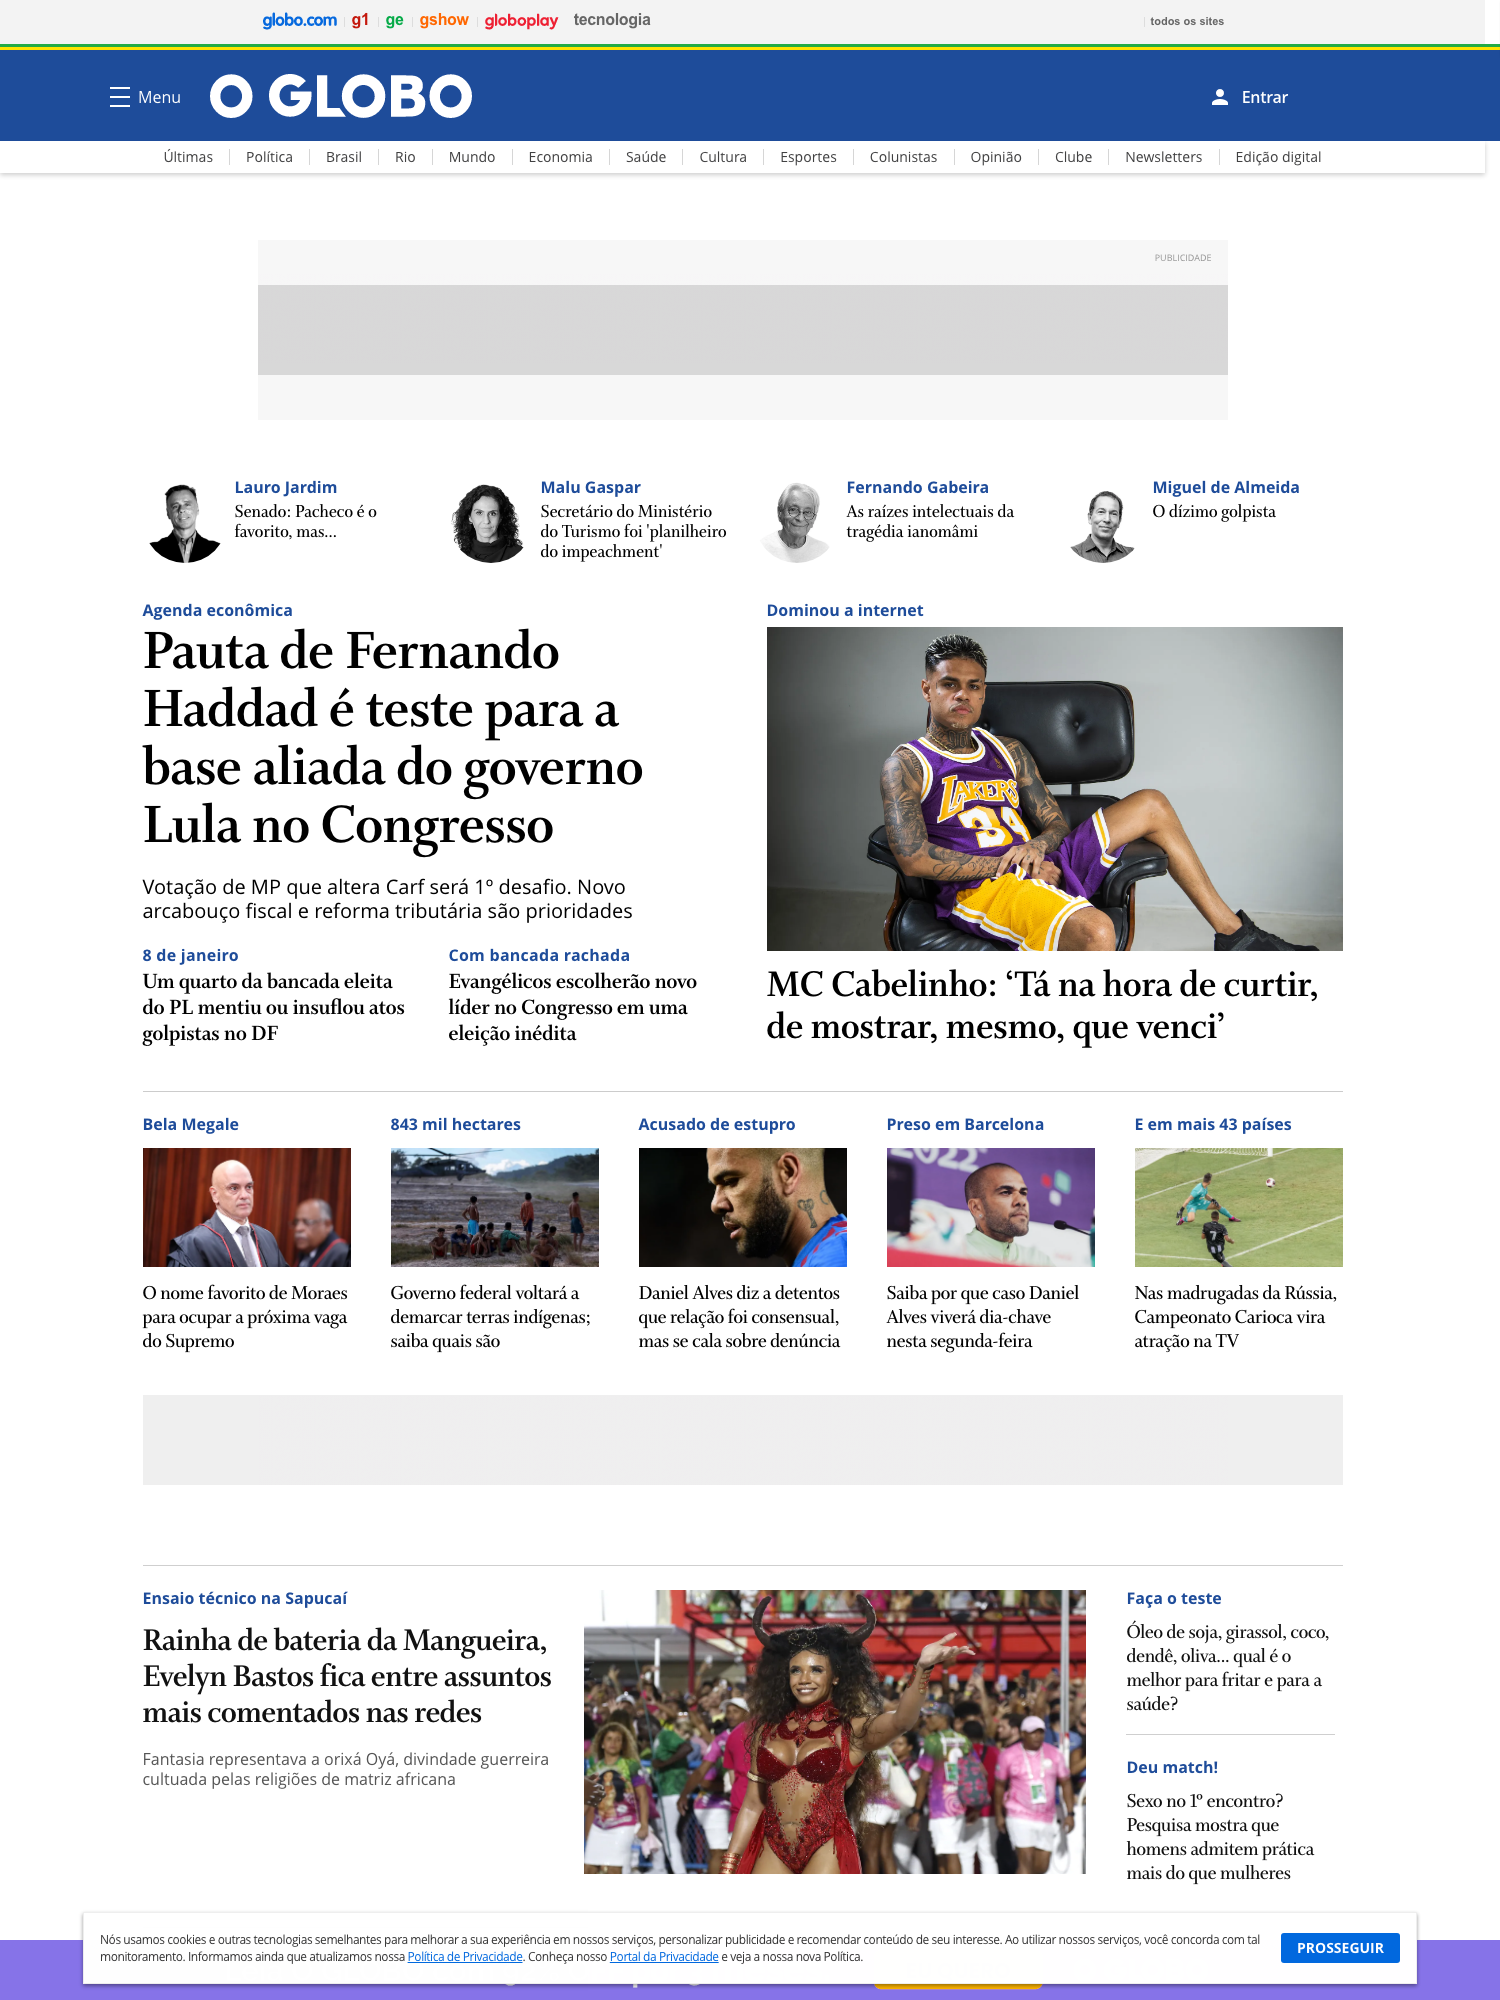 globo.com g1 ge gshow globoplay tecnologia todos os sites
Menu O GLOBO Entrar
Últimas Política Brasil Rio Mundo Economia Saúde Cultura Esportes Colunistas Opinião Clube Newsletters Edição digital
PUBLICIDADE
Lauro Jardim
Senado: Pacheco é o
favorito, mas...
Malu Gaspar
Secretário do Ministério
do Turismo foi 'planilheiro
do impeachment'
Fernando Gabeira
As raízes intelectuais da
tragédia ianomâmi
Miguel de Almeida
O dízimo golpista
Agenda econômica
Pauta de Fernando
Haddad é teste para a
base aliada do governo
Lula no Congresso
Votação de MP que altera Carf será 1º desafio. Novo
arcabouço fiscal e reforma tributária são prioridades
8 de janeiro
Um quarto da bancada eleita
do PL mentiu ou insuflou atos
golpistas no DF
Com bancada rachada
Evangélicos escolherão novo
líder no Congresso em uma
eleição inédita
Dominou a internet
LAKERS
34
MC Cabelinho: ‘Tá na hora de curtir,
de mostrar, mesmo, que venci’
Bela Megale
O nome favorito de Moraes
para ocupar a próxima vaga
do Supremo
843 mil hectares
Governo federal voltará a
demarcar terras indígenas;
saiba quais são
Acusado de estupro
Daniel Alves diz a detentos
que relação foi consensual,
mas se cala sobre denúncia
Preso em Barcelona
2022
Saiba por que caso Daniel
Alves viverá dia-chave
nesta segunda-feira
E em mais 43 países
7
Nas madrugadas da Rússia,
Campeonato Carioca vira
atração na TV
Ensaio técnico na Sapucaí
Rainha de bateria da Mangueira,
Evelyn Bastos fica entre assuntos
mais comentados nas redes
Fantasia representava a orixá Oyá, divindade guerreira
cultuada pelas religiões de matriz africana
Faça o teste
Óleo de soja, girassol, coco,
dendê, oliva... qual é o
melhor para fritar e para a
saúde?
Deu match!
Sexo no 1º encontro?
Pesquisa mostra que
homens admitem prática
mais do que mulheres
Nós usamos cookies e outras tecnologias semelhantes para melhorar a sua experiência em nossos serviços, personalizar publicidade e recomendar conteúdo de seu interesse. Ao utilizar nossos serviços, você concorda com tal
monitoramento. Informamos ainda que atualizamos nossa Política de Privacidade. Conheça nosso Portal da Privacidade e veja a nossa nova Política.
PROSSEGUIR